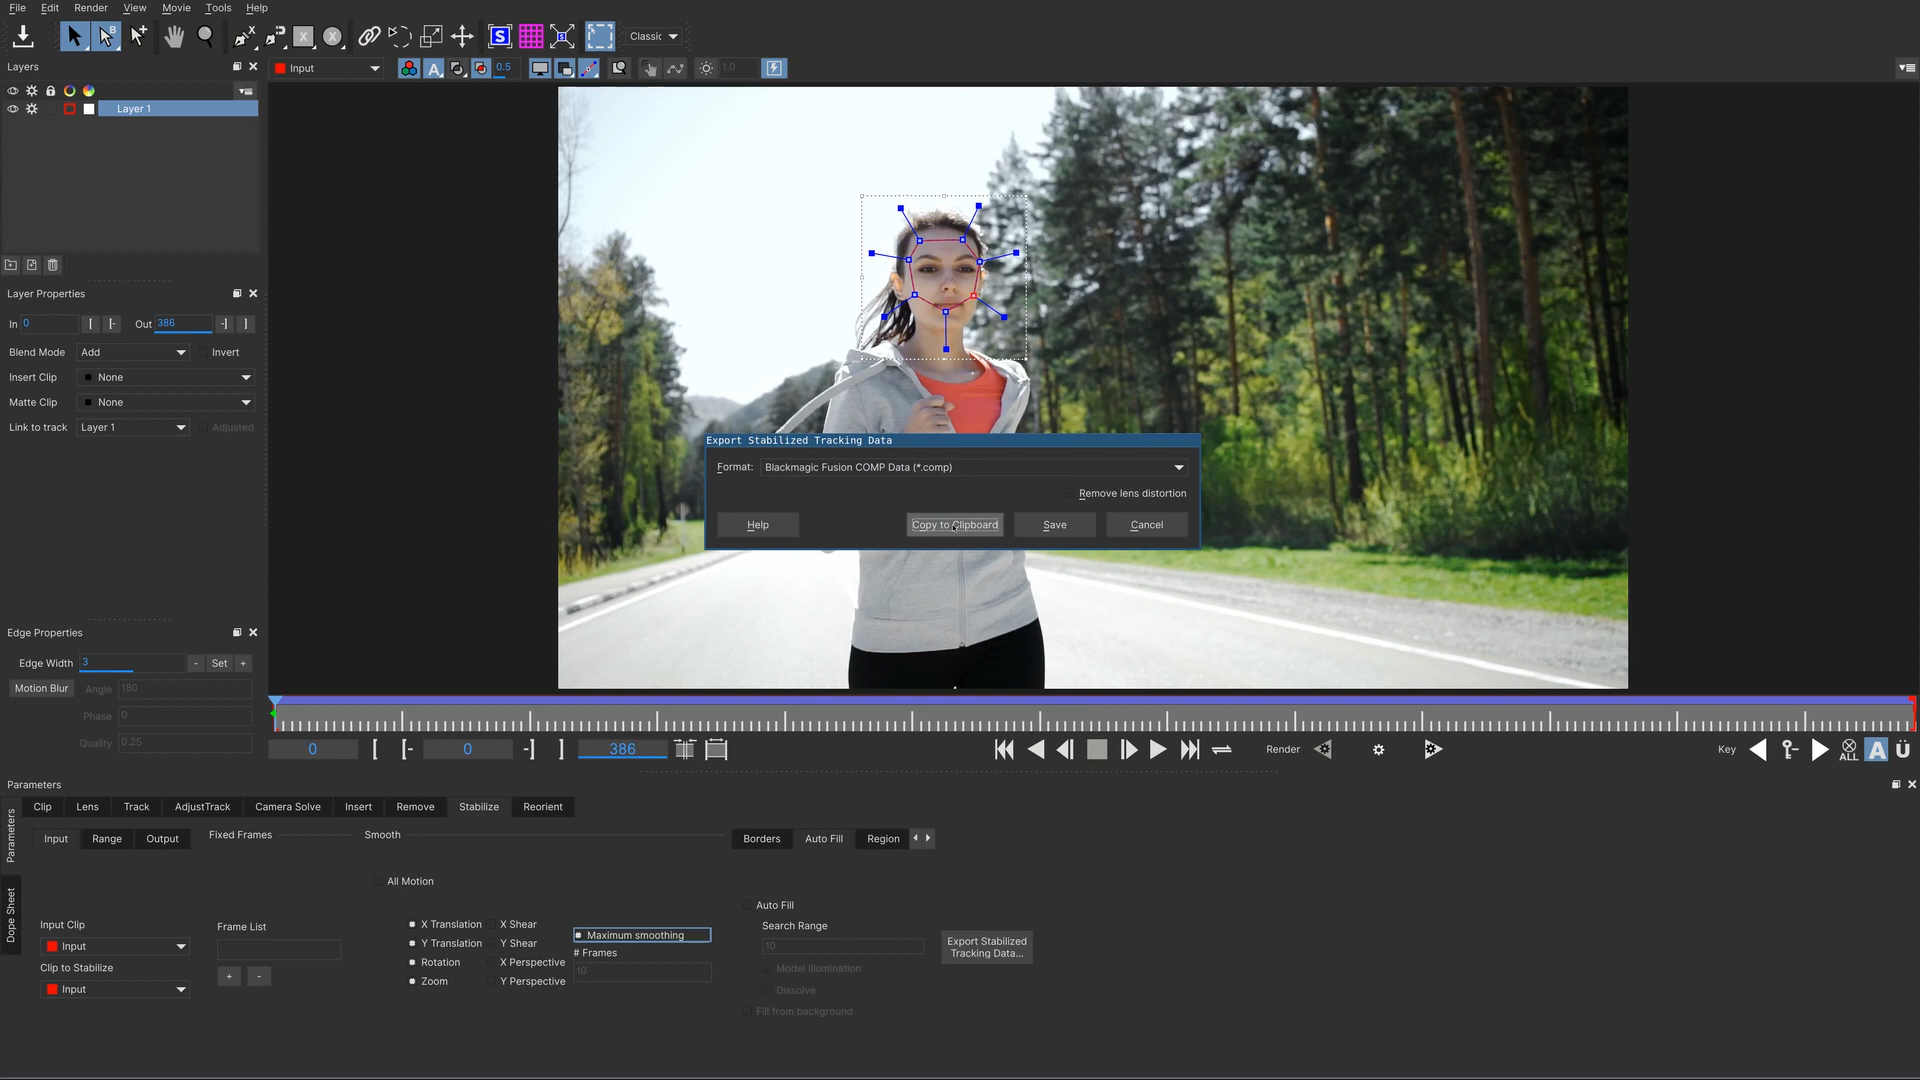 File Edit Render View Movie Tools Help
Classic
Layers
Input
0.5
1.0
Layer 1
Layer Properties
In 0 [ [- Out 386 -] ]
Blend Mode Add Invert
Insert Clip None
Matte Clip None
Link to track Layer 1 Adjusted
Export Stabilized Tracking Data
Format: Blackmagic Fusion COMP Data (*.comp)
Remove lens distortion
Help Copy to Clipboard Save Cancel
Edge Properties
Edge Width 3 - Set +
Motion Blur Angle 180
Phase 0
Quality 0.25
0 [ [- 0 -] ] 386 Render Key ALL A Ü
Parameters
Clip Lens Track AdjustTrack Camera Solve Insert Remove Stabilize Reorient
Parameters
Dope Sheet
Input Range Output Fixed Frames Smooth Borders Auto Fill Region
All Motion
Auto Fill
Input Clip Frame List X Translation X Shear Maximum smoothing Search Range
Input Y Translation Y Shear # Frames 10 Export Stabilized
Tracking Data...
Clip to Stabilize + - Rotation X Perspective 10 Model Illumination
Input Zoom Y Perspective Dissolve
Fill from background